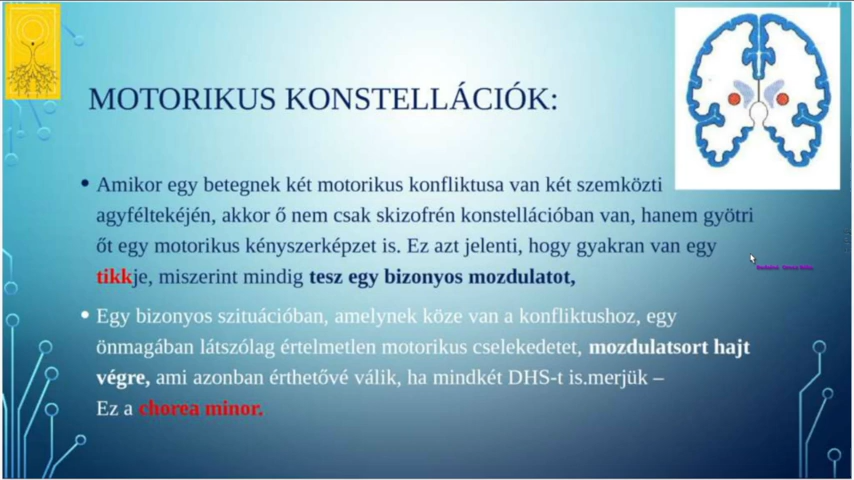 MOTORIKUS KONSTELLÁCIÓK:
• Amikor egy betegnek két motorikus konfliktusa van két szemközti
agyféltekéjén, akkor ő nem csak skizofrén konstellációban van, hanem gyötri
őt egy motorikus kényszerképzet is. Ez azt jelenti, hogy gyakran van egy
tikkje, miszerint mindig tesz egy bizonyos mozdulatot,
• Egy bizonyos szituációban, amelynek köze van a konfliktushoz, egy
önmagában látszólag értelmetlen motorikus cselekedetet, mozdulatsort hajt
végre, ami azonban érthetővé válik, ha mindkét DHS-t is.merjük –
Ez a chorea minor.